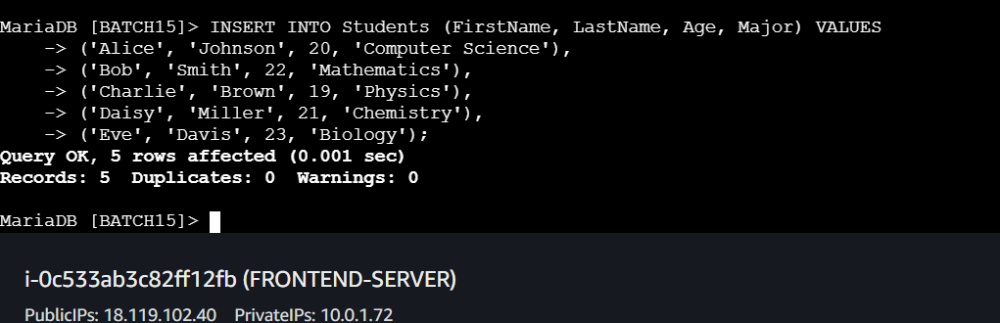 MariaDB [BATCH15]> INSERT INTO Students (FirstName, LastName, Age, Major) VALUES
-> ('Alice', 'Johnson', 20, 'Computer Science'),
-> ('Bob', 'Smith', 22, 'Mathematics'),
-> ('Charlie', 'Brown', 19, 'Physics'),
-> ('Daisy', 'Miller', 21, 'Chemistry'),
-> ('Eve', 'Davis', 23, 'Biology');
Query OK, 5 rows affected (0.001 sec)
Records: 5  Duplicates: 0  Warnings: 0
MariaDB [BATCH15]>
i-0c533ab3c82ff12fb (FRONTEND-SERVER)
PublicIPs: 18.119.102.40   PrivateIPs: 10.0.1.72